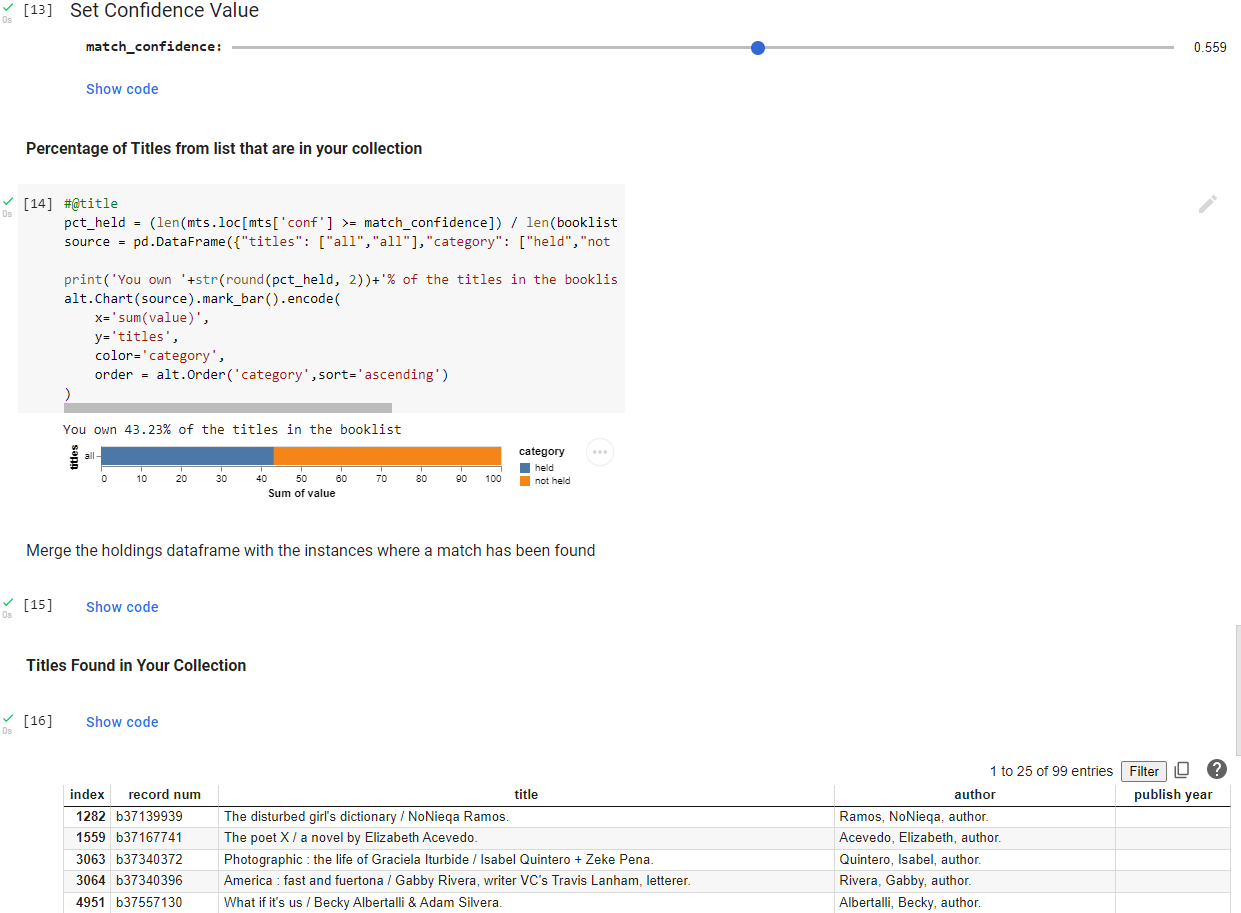 [13] Set Confidence Value
0s
match_confidence: 0.559
Show code
Percentage of Titles from list that are in your collection
[14] #@title
0s
pct_held = (len(mts.loc[mts['conf'] >= match_confidence]) / len(booklist
source = pd.DataFrame({"titles": ["all","all"],"category": ["held","not
print('You own '+str(round(pct_held, 2))+'% of the titles in the booklis
alt.Chart(source).mark_bar().encode(
x='sum(value)',
y='titles',
color='category',
order = alt.Order('category',sort='ascending')
)
You own 43.23% of the titles in the booklist
titles
all
0 10 20 30 40 50 60 70 80 90 100
Sum of value
category
held
not held
Merge the holdings dataframe with the instances where a match has been found
[15] Show code
0s
Titles Found in Your Collection
[16] Show code
0s
1 to 25 of 99 entries Filter ?
index record num title author publish year
1282 b37139939 The disturbed girl's dictionary / NoNieqa Ramos. Ramos, NoNieqa, author.
1559 b37167741 The poet X / a novel by Elizabeth Acevedo. Acevedo, Elizabeth, author.
3063 b37340372 Photographic : the life of Graciela Iturbide / Isabel Quintero + Zeke Pena. Quintero, Isabel, author.
3064 b37340396 America : fast and fuertona / Gabby Rivera, writer VC's Travis Lanham, letterer. Rivera, Gabby, author.
4951 b37557130 What if it's us / Becky Albertalli & Adam Silvera. Albertalli, Becky, author.